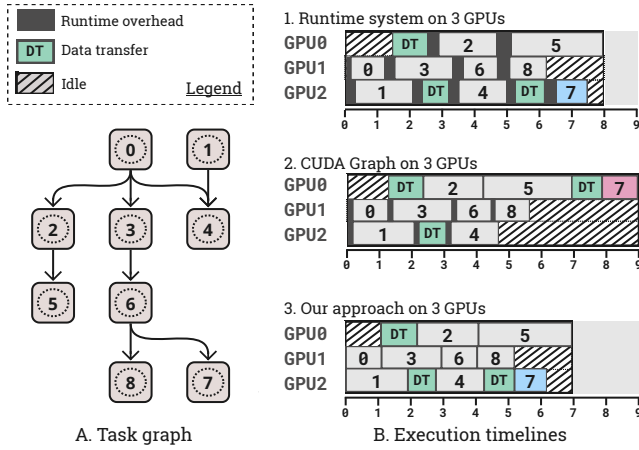 Runtime overhead
DT Data transfer
Idle
Legend
0 1
2 3 4
5 6
8 7
A. Task graph
1. Runtime system on 3 GPUs
GPU0 DT 2 5
GPU1 0 3 6 8
GPU2 1 DT 4 DT 7
0 1 2 3 4 5 6 7 8 9
2. CUDA Graph on 3 GPUs
GPU0 DT 2 5 DT 7
GPU1 0 3 6 8
GPU2 1 DT 4
0 1 2 3 4 5 6 7 8 9
3. Our approach on 3 GPUs
GPU0 DT 2 5
GPU1 0 3 6 8
GPU2 1 DT 4 DT 7
0 1 2 3 4 5 6 7 8 9
B. Execution timelines